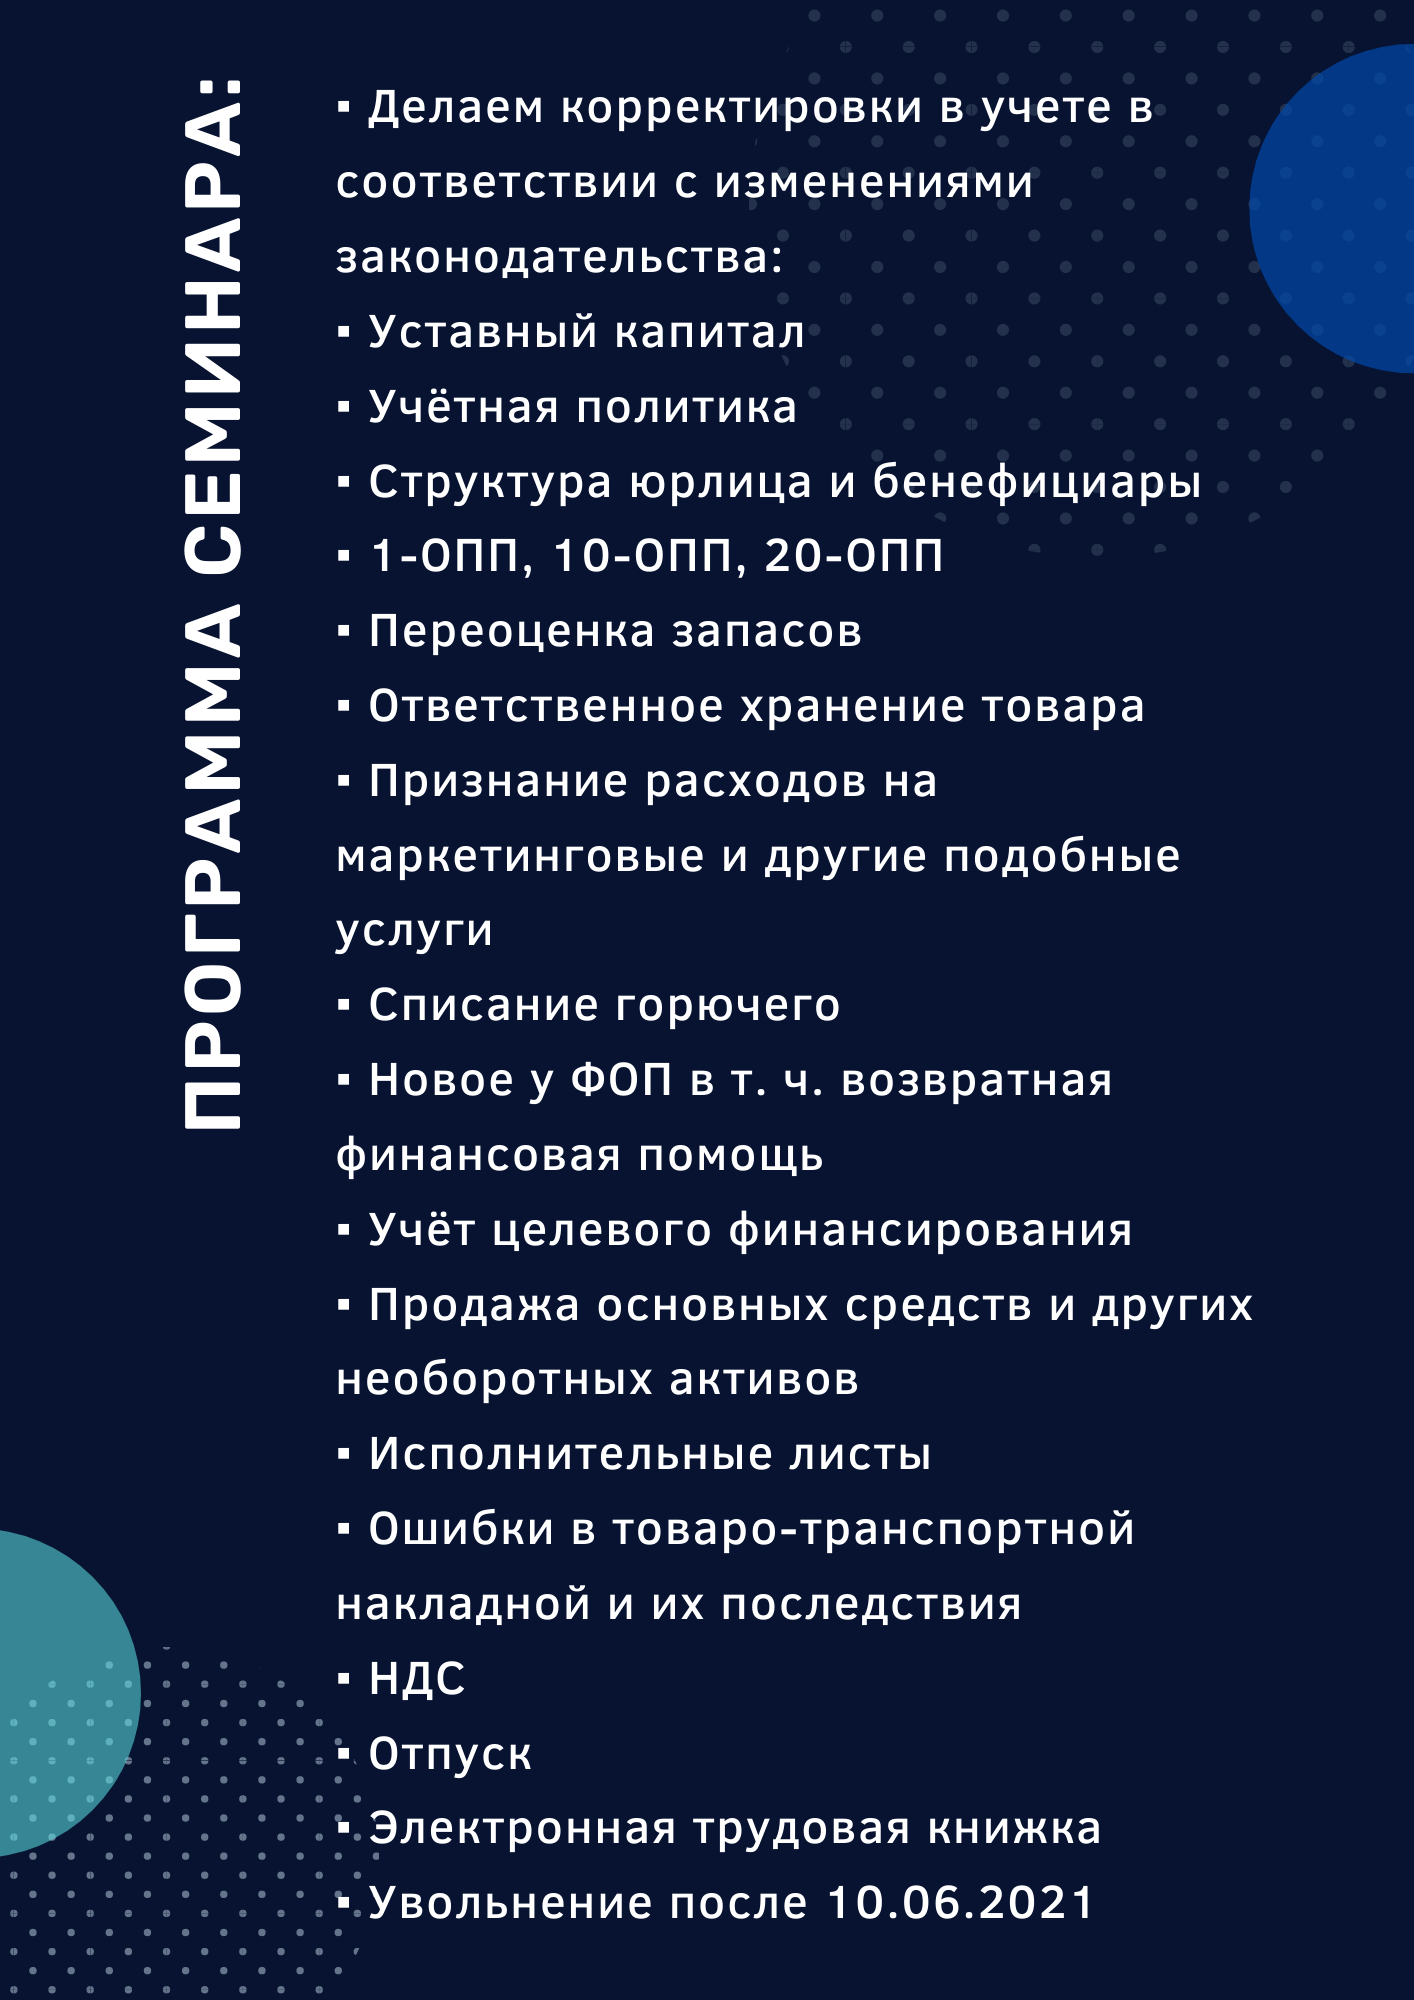 ПРОГРАММА СЕМИНАРА:
▪ Делаем корректировки в учете в
соответствии с изменениями
законодательства:
▪ Уставный капитал
▪ Учётная политика
▪ Структура юрлица и бенефициары
▪ 1-ОПП, 10-ОПП, 20-ОПП
▪ Переоценка запасов
▪ Ответственное хранение товара
▪ Признание расходов на
маркетинговые и другие подобные
услуги
▪ Списание горючего
▪ Новое у ФОП в т. ч. возвратная
финансовая помощь
▪ Учёт целевого финансирования
▪ Продажа основных средств и других
необоротных активов
▪ Исполнительные листы
▪ Ошибки в товаро-транспортной
накладной и их последствия
▪ НДС
▪ Отпуск
▪ Электронная трудовая книжка
▪ Увольнение после 10.06.2021